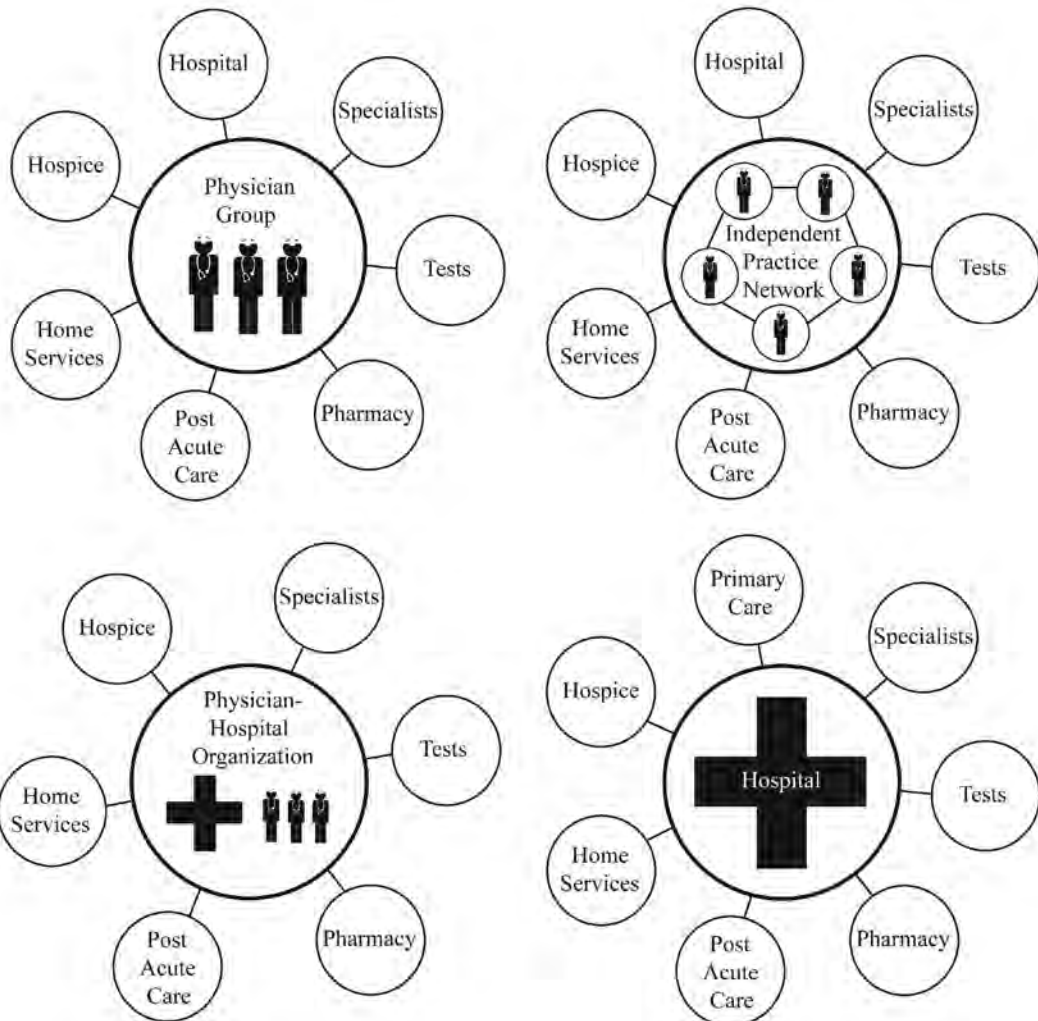 Hospital
Specialists
Hospice
Physician
Group
Tests
Home
Services
Pharmacy
Post
Acute
Care
Hospital
Specialists
Hospice
Independent
Practice
Network
Tests
Home
Services
Pharmacy
Post
Acute
Care
Specialists
Hospice
Physician-
Hospital
Organization
Tests
Home
Services
Pharmacy
Post
Acute
Care
Primary
Care
Specialists
Hospice
Hospital
Tests
Home
Services
Pharmacy
Post
Acute
Care